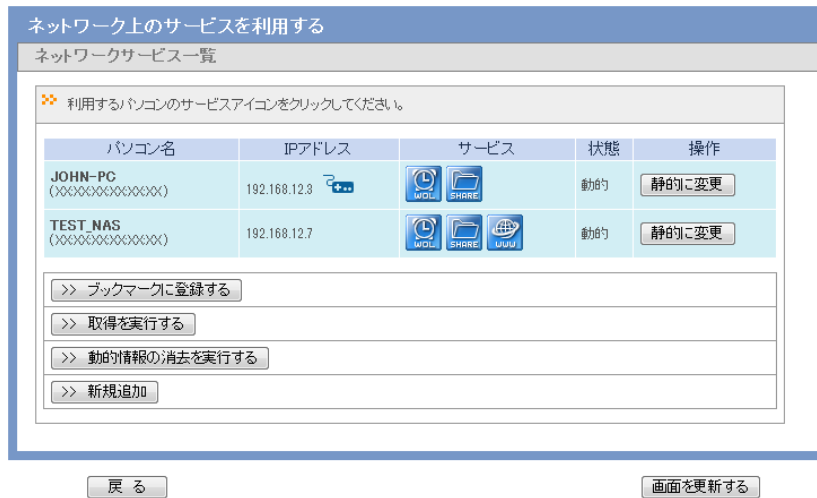 ネットワーク上のサービスを利用する
ネットワークサービス一覧
利用するパソコンのサービスアイコンをクリックしてください。
パソコン名 IPアドレス サービス 状態 操作
JOHN-PC
(XXXXXXXXXXXX) 192.168.12.3 WOL SHARE 動的 静的に変更
TEST_NAS
(XXXXXXXXXXXX) 192.168.12.7 WOL SHARE WWW 動的 静的に変更
>> ブックマークに登録する
>> 取得を実行する
>> 動的情報の消去を実行する
>> 新規追加
戻 る 画面を更新する